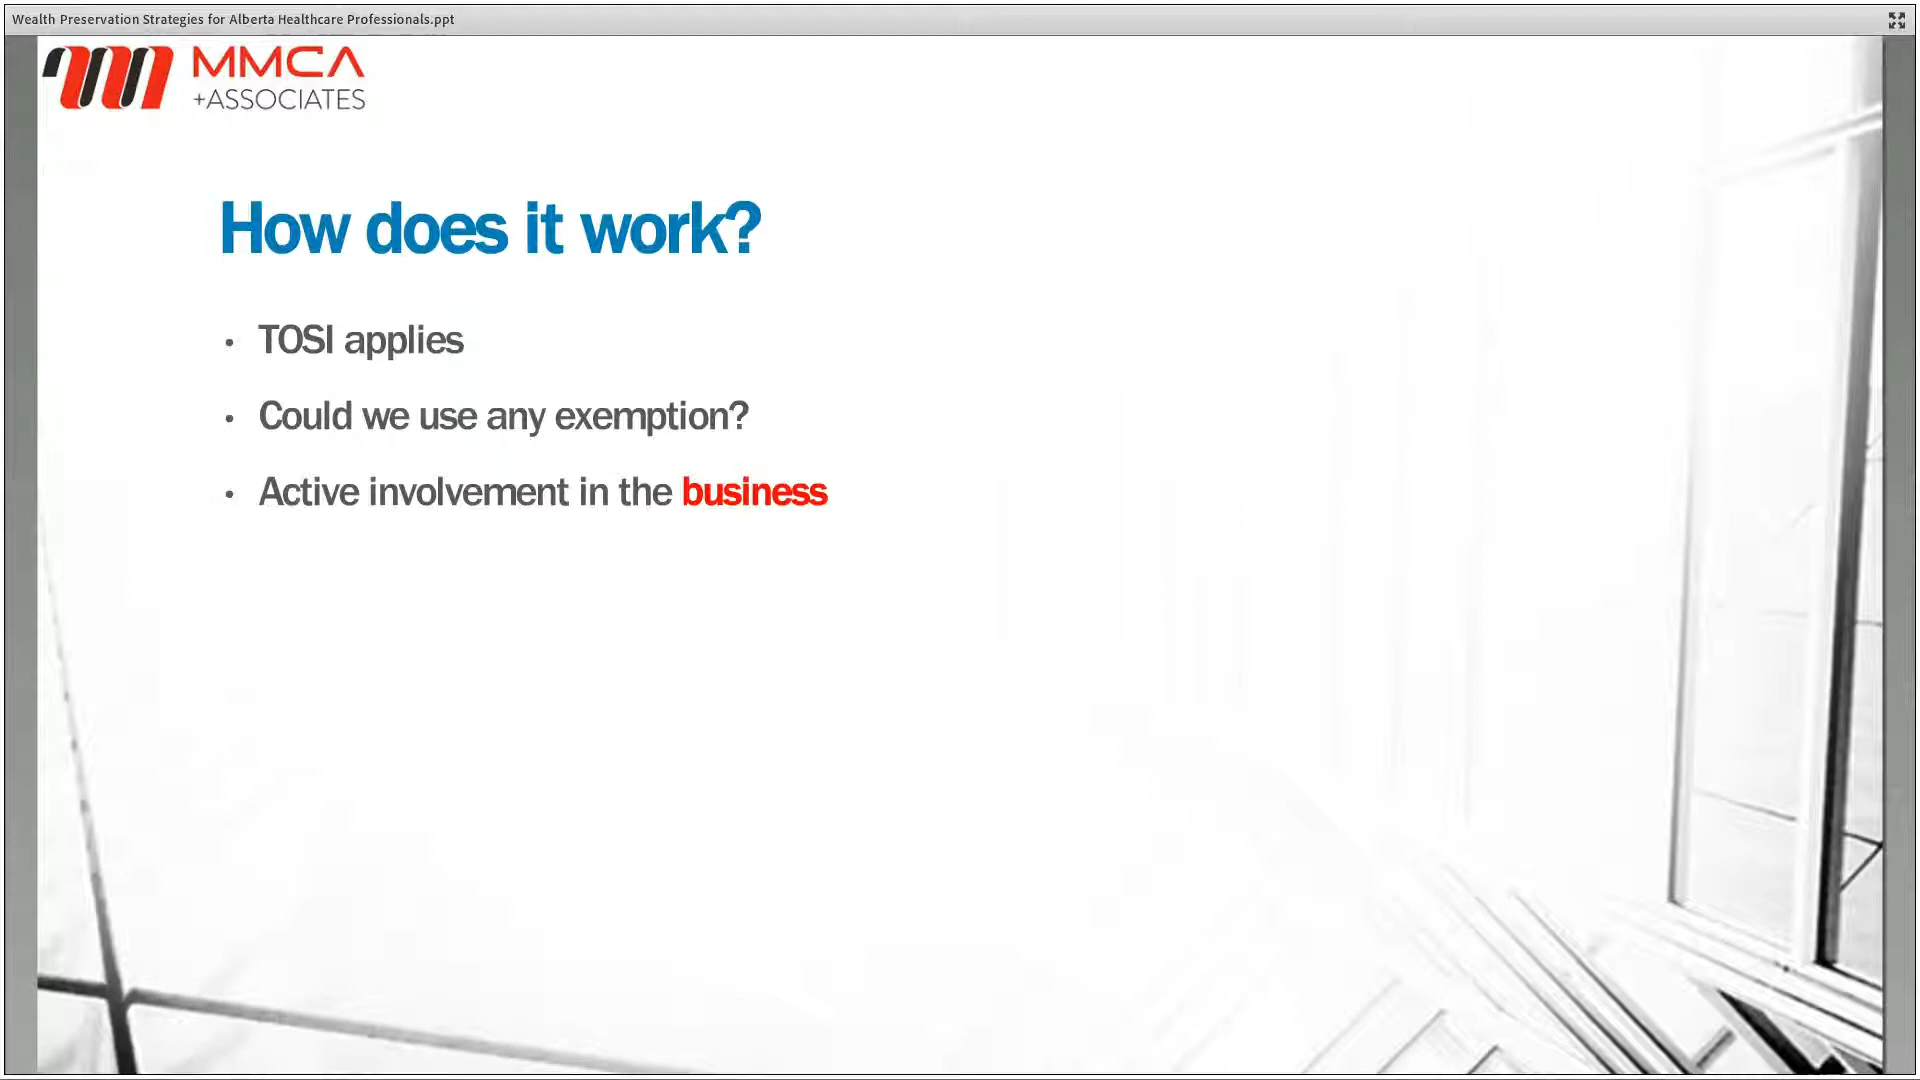 Wealth Preservation Strategies for Alberta Healthcare Professionals.ppt
MMCA
+ASSOCIATES
How does it work?
• TOSI applies
• Could we use any exemption?
• Active involvement in the business